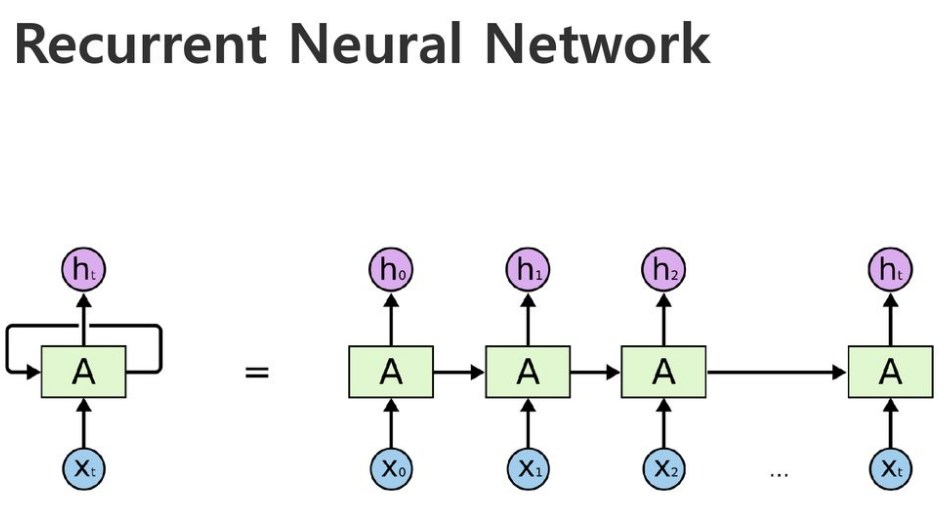 Recurrent Neural Network
hₜ h₀ h₁ h₂ hₜ
A = A A A A
xₜ x₀ x₁ x₂ ... xₜ